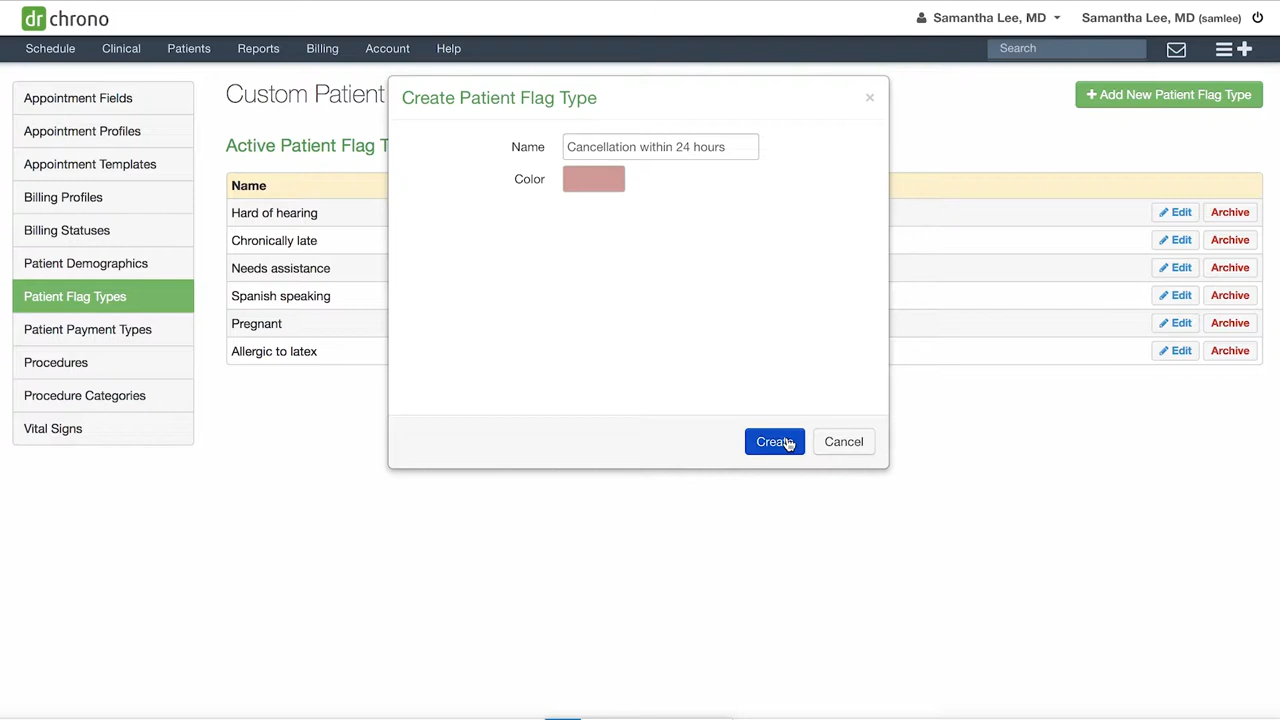 dr chrono
Samantha Lee, MD
Samantha Lee, MD (samlee)
Schedule Clinical Patients Reports Billing Account Help
Search
Appointment Fields
Appointment Profiles
Appointment Templates
Billing Profiles
Billing Statuses
Patient Demographics
Patient Flag Types
Patient Payment Types
Procedures
Procedure Categories
Vital Signs
Custom Patient
+ Add New Patient Flag Type
Active Patient Flag T
Name
Hard of hearing Edit Archive
Chronically late Edit Archive
Needs assistance Edit Archive
Spanish speaking Edit Archive
Pregnant Edit Archive
Allergic to latex Edit Archive
Create Patient Flag Type ×
Name Cancellation within 24 hours
Color
Create Cancel